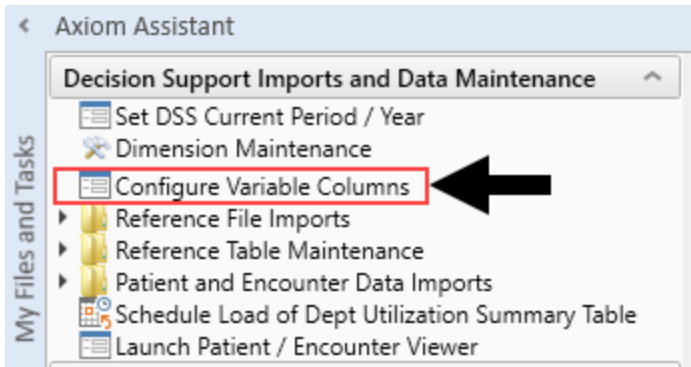 Axiom Assistant
Decision Support Imports and Data Maintenance
Set DSS Current Period / Year
Dimension Maintenance
Configure Variable Columns
Reference File Imports
Reference Table Maintenance
Patient and Encounter Data Imports
Schedule Load of Dept Utilization Summary Table
Launch Patient / Encounter Viewer
My Files and Tasks